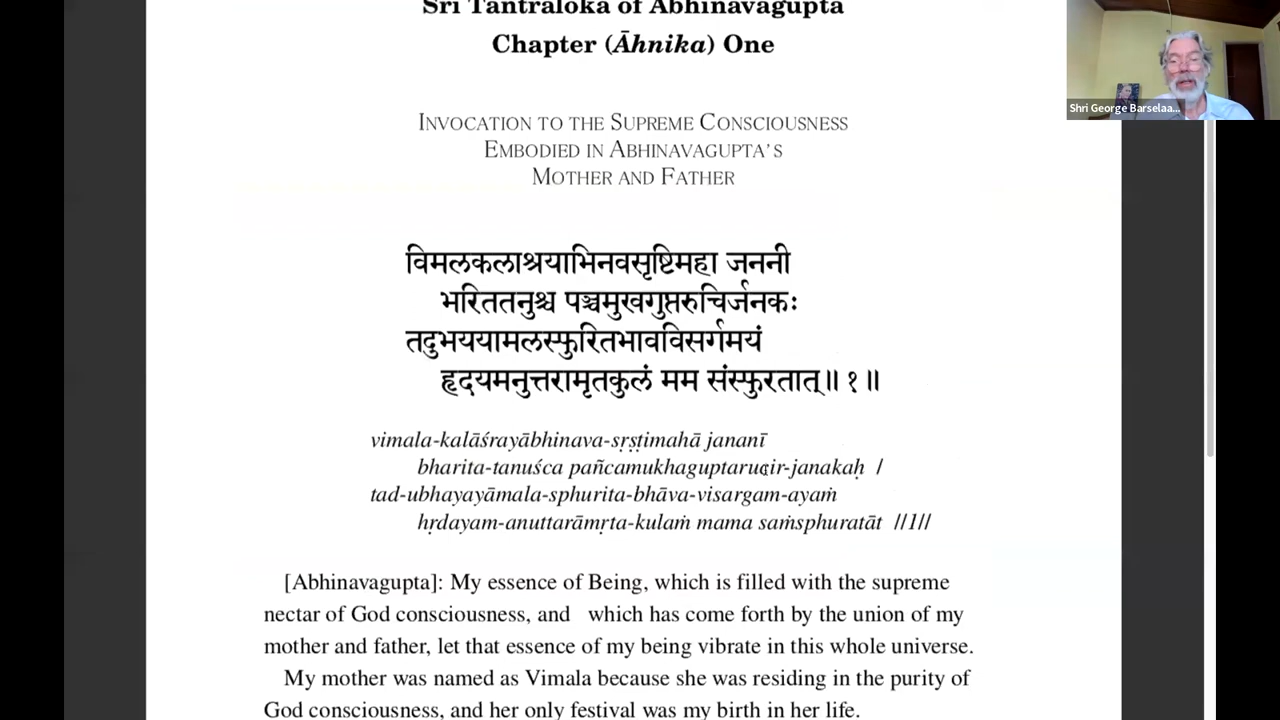 Sri Tantraloka of Abhinavagupta
Chapter (Āhnika) One
Shri George Barselaa...
INVOCATION TO THE SUPREME CONSCIOUSNESS
EMBODIED IN ABHINAVAGUPTA'S
MOTHER AND FATHER
विमलकलाश्रयाभिनवसृष्टिमहा जननी
भरिततनुश्च पञ्चमुखगुप्तरुचिर्जनकः
तदुभययामलस्फुरितभावविसर्गमयं
हृदयमनुत्तरामृतकुलं मम संस्फुरतात्॥ १॥
vimala-kalāśrayābhinava-sṛṣṭimahā jananī
bharita-tanuśca pañcamukhaguptarucir-janakaḥ /
tad-ubhayayāmala-sphurita-bhāva-visargam-ayaṁ
hṛdayam-anuttarāmṛta-kulaṁ mama saṁsphuratāt //1//
[Abhinavagupta]: My essence of Being, which is filled with the supreme
nectar of God consciousness, and which has come forth by the union of my
mother and father, let that essence of my being vibrate in this whole universe.
My mother was named as Vimala because she was residing in the purity of
God consciousness, and her only festival was my birth in her life.